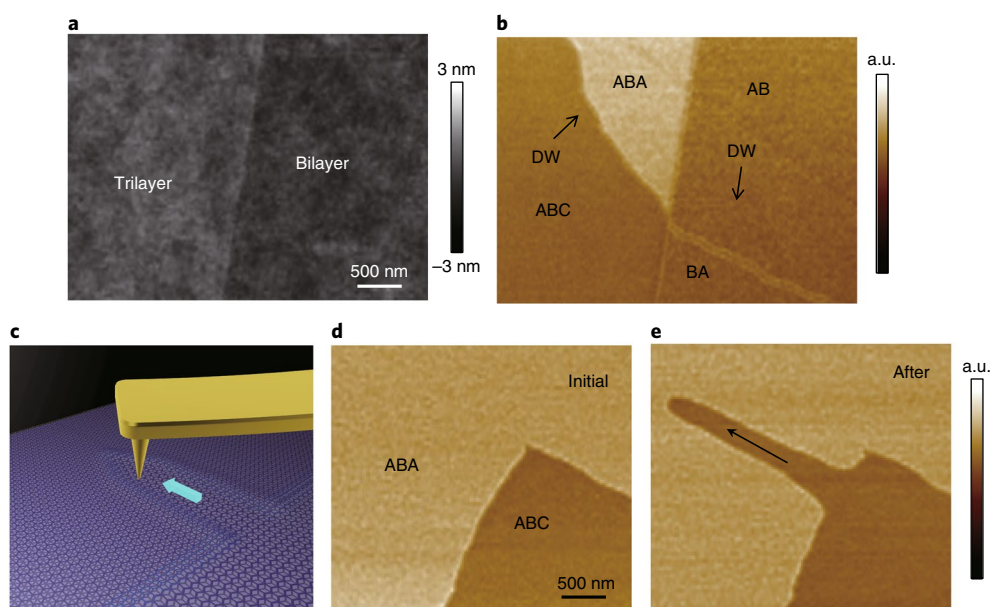 a
3 nm
Trilayer
Bilayer
500 nm
–3 nm
b
a.u.
ABA
AB
DW
DW
ABC
BA
c
d
Initial
ABA
ABC
500 nm
e
After
a.u.